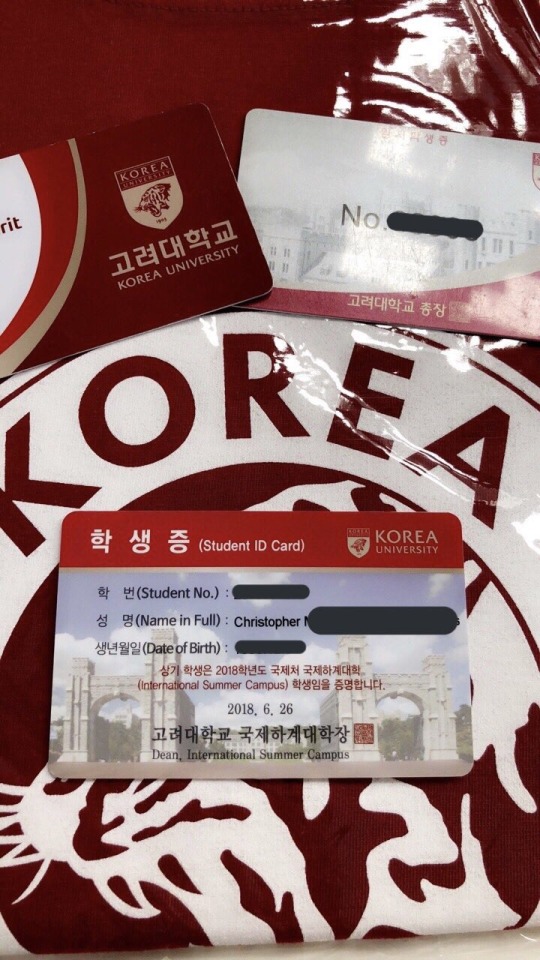 rit
KOREA
UNIVERSITY
1905
고려대학교
KOREA UNIVERSITY
학생증
No.
고려대학교 총장
KOREA
학 생 증 (Student ID Card)
KOREA
UNIVERSITY
학 번(Student No.) :
성 명(Name in Full) : Christopher
생년월일(Date of Birth) :
상기 학생은 2018학년도 국제처 국제하계대학
(International Summer Campus) 학생임을 증명합니다.
2018. 6. 26
고려대학교 국제하계대학장
Dean, International Summer Campus